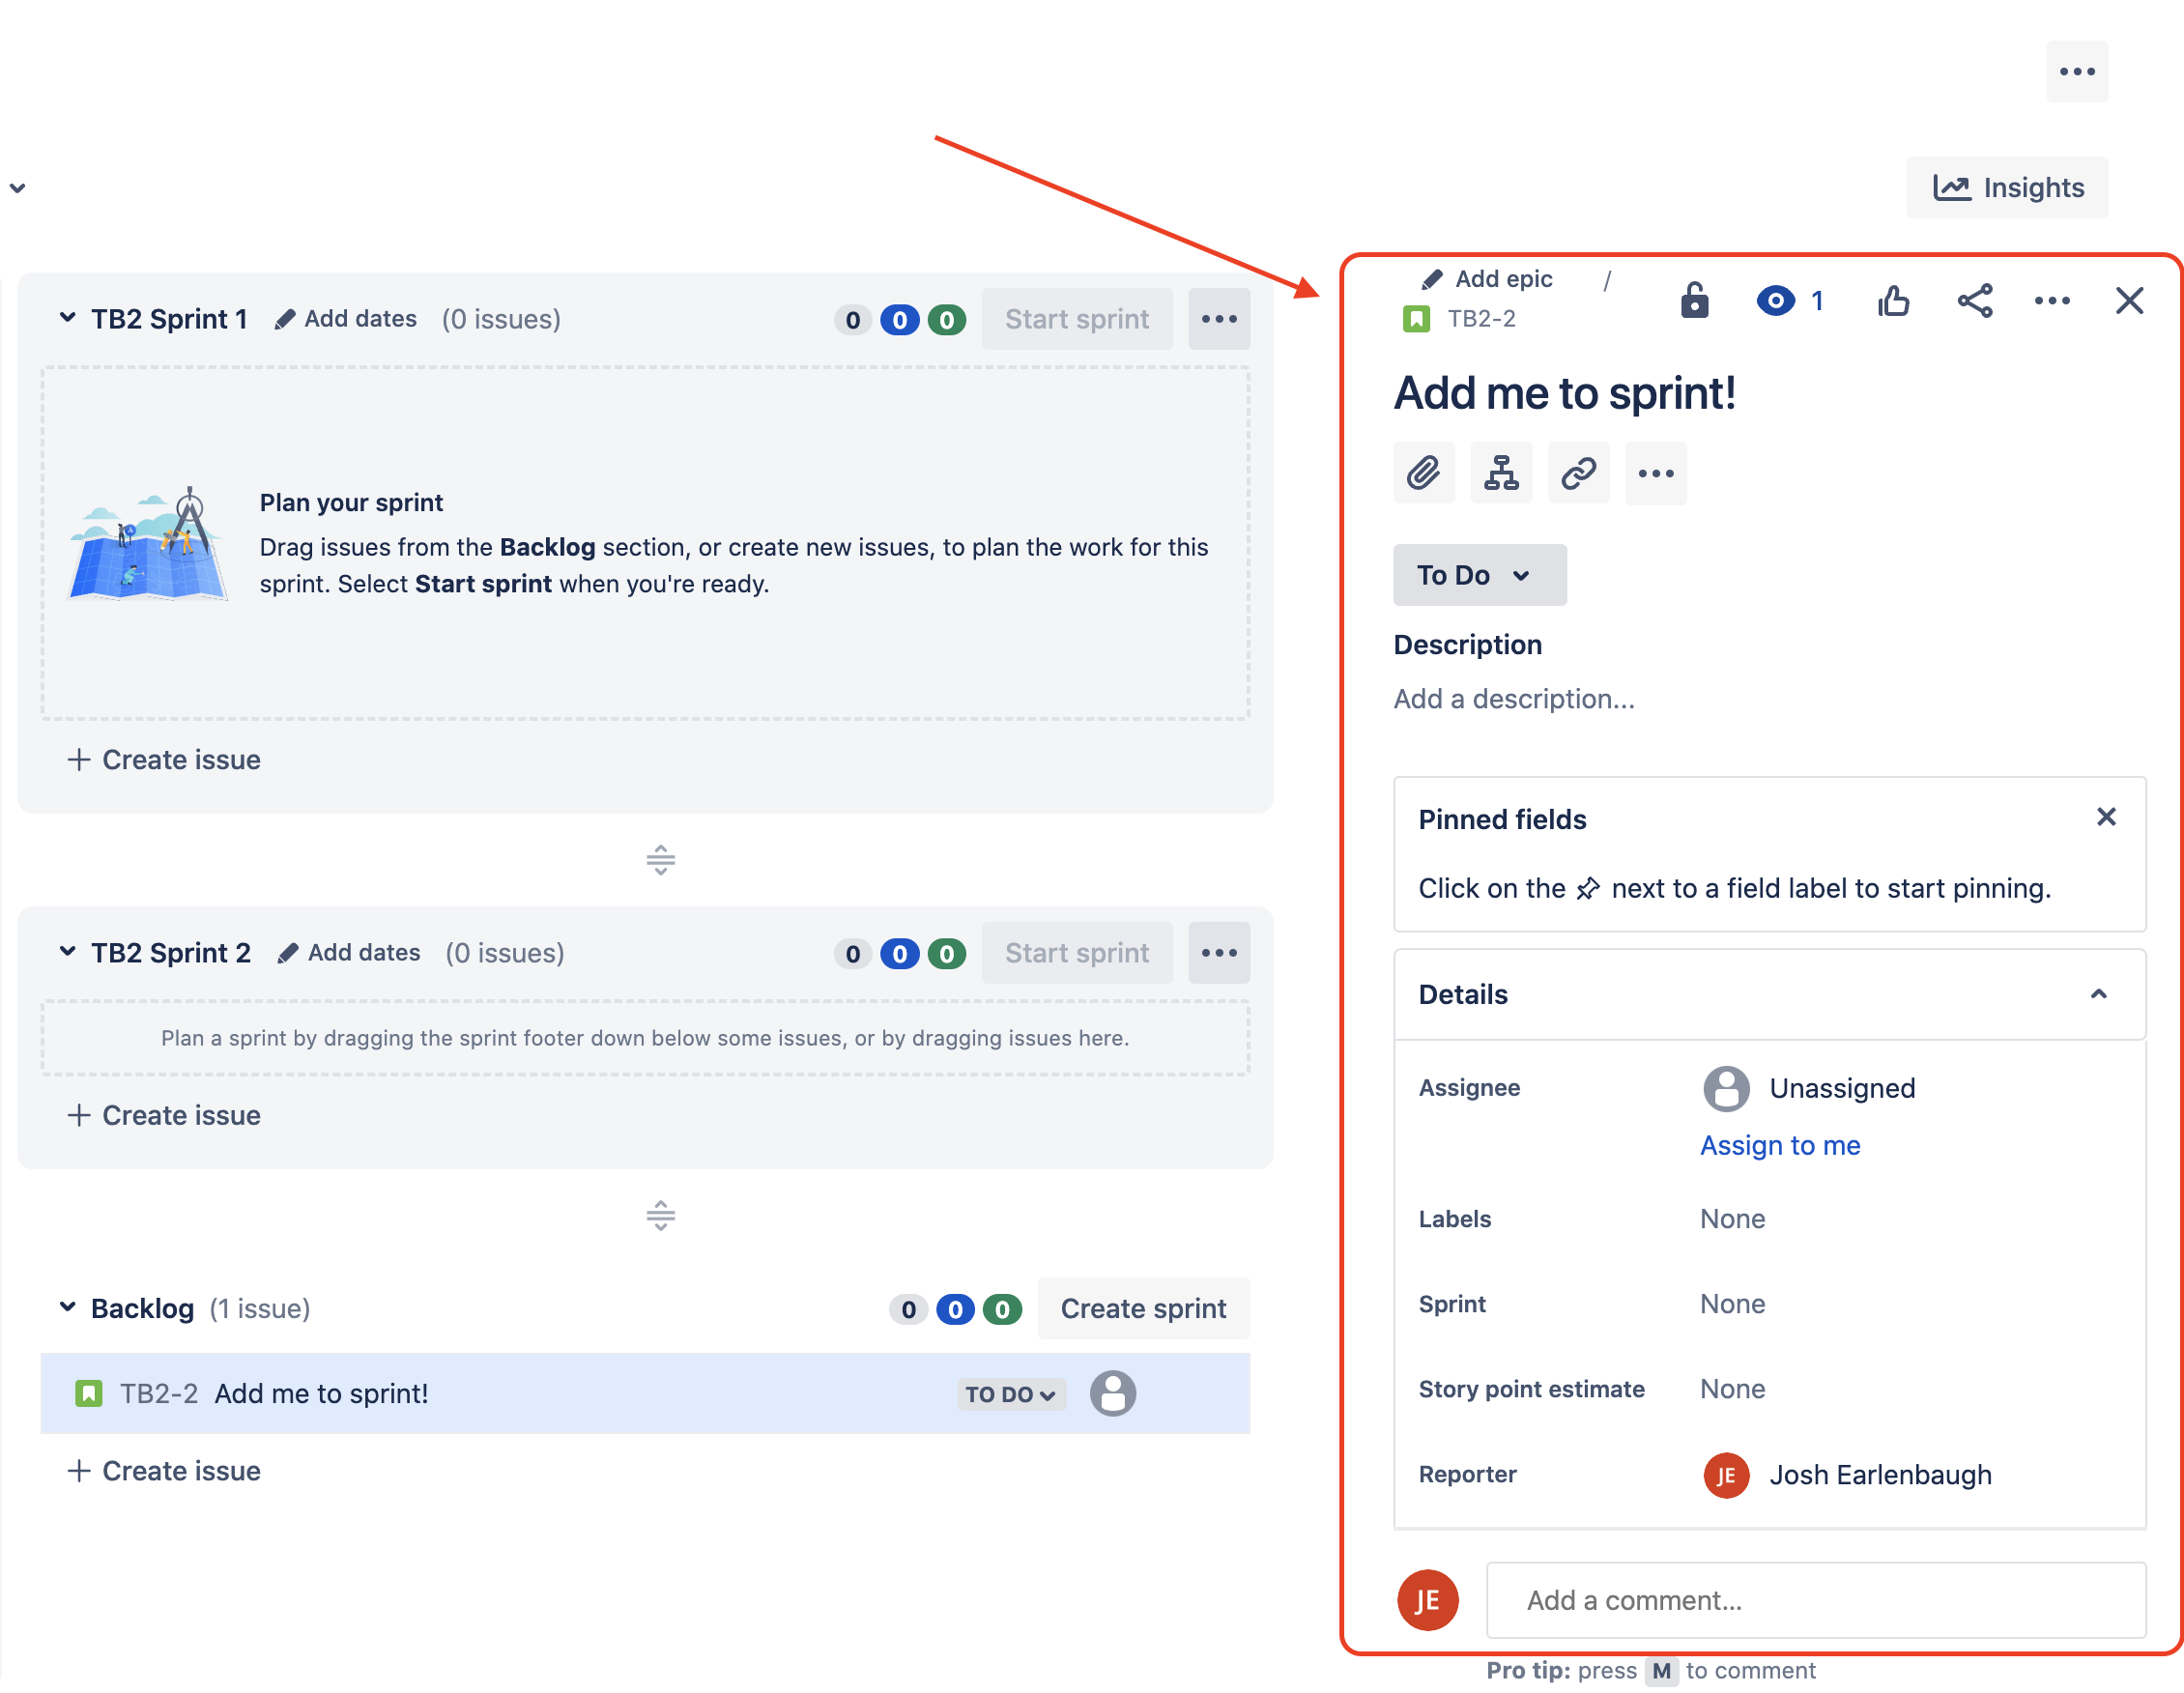 Insights
TB2 Sprint 1 Add dates (0 issues) 0 0 0 Start sprint
Plan your sprint
Drag issues from the Backlog section, or create new issues, to plan the work for this
sprint. Select Start sprint when you're ready.
+ Create issue
TB2 Sprint 2 Add dates (0 issues) 0 0 0 Start sprint
Plan a sprint by dragging the sprint footer down below some issues, or by dragging issues here.
+ Create issue
Backlog (1 issue) 0 0 0 Create sprint
TB2-2 Add me to sprint! TO DO
+ Create issue
Add epic /
TB2-2
1
Add me to sprint!
To Do
Description
Add a description...
Pinned fields
Click on the next to a field label to start pinning.
Details
Assignee Unassigned
Assign to me
Labels None
Sprint None
Story point estimate None
Reporter JE Josh Earlenbaugh
JE Add a comment...
Pro tip: press M to comment